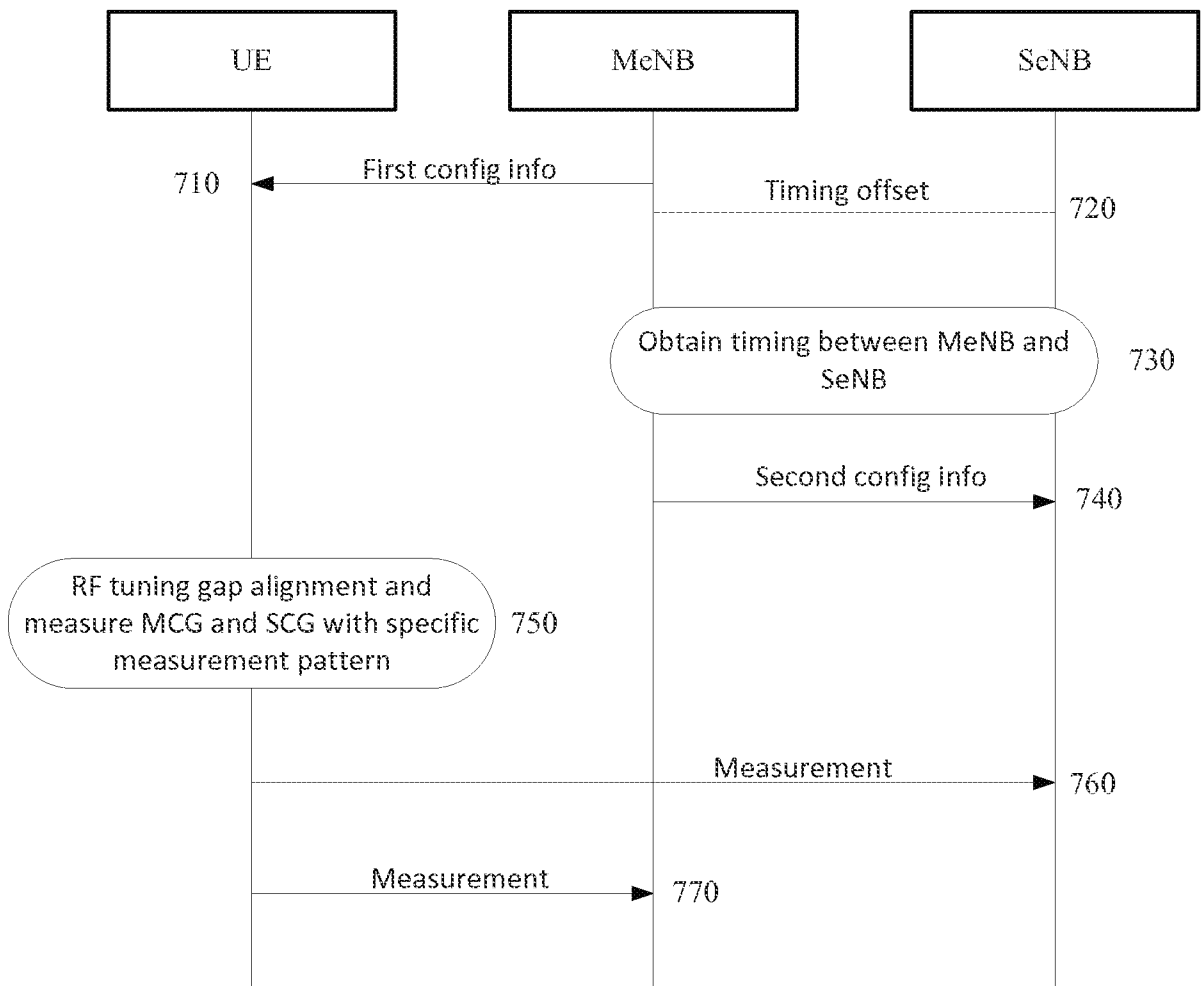 UE
MeNB
SeNB
710
First config info
Timing offset
720
Obtain timing between MeNB and
SeNB
730
Second config info
740
RF tuning gap alignment and
measure MCG and SCG with specific
measurement pattern
750
Measurement
760
Measurement
770